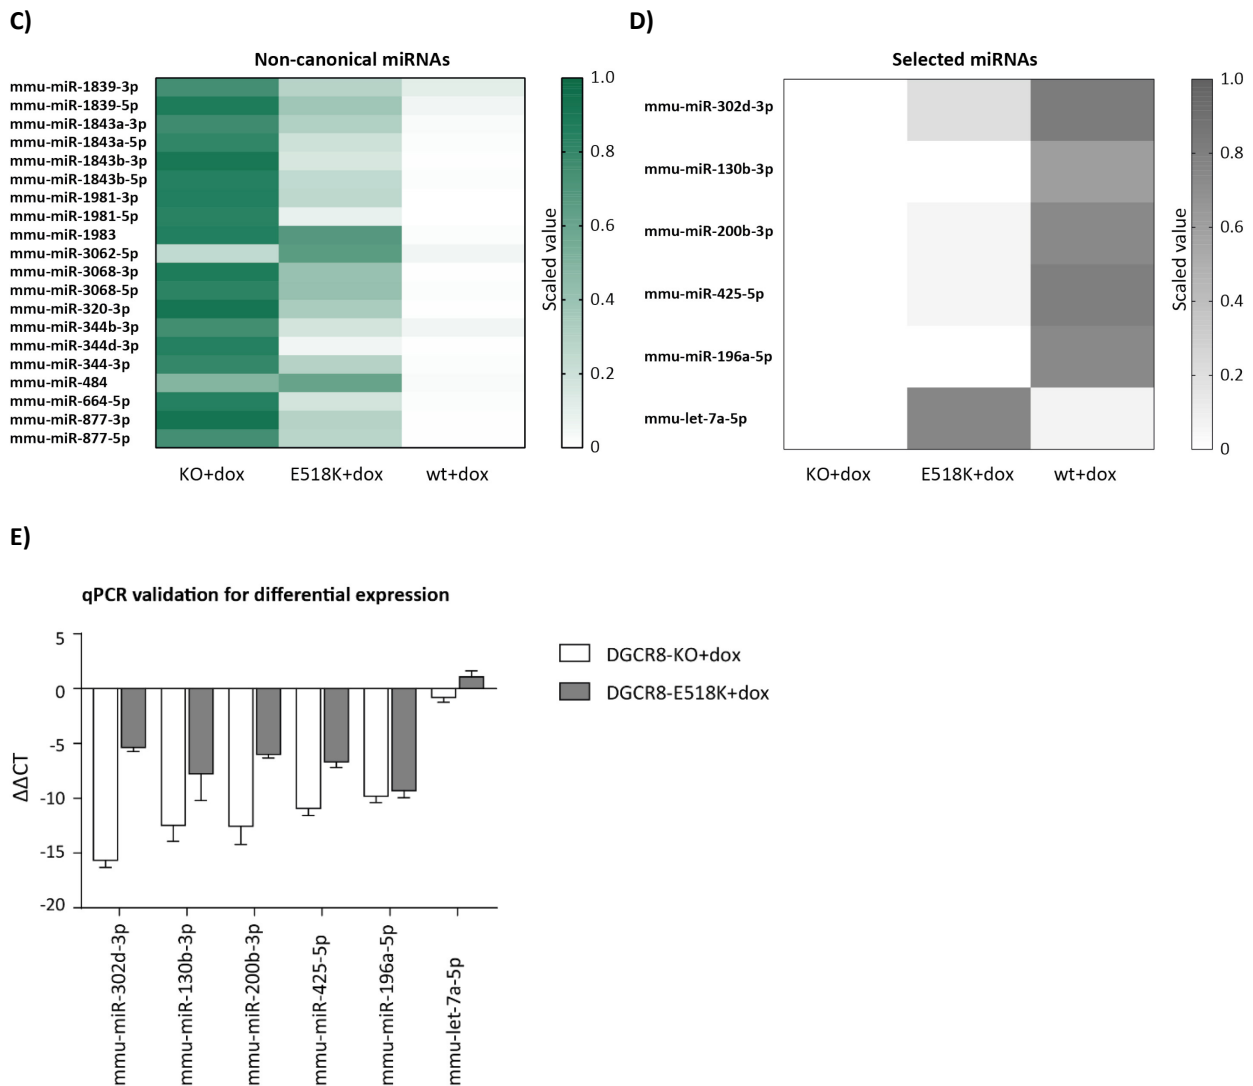 C)
Non-canonical miRNAs
mmu-miR-1839-3p
mmu-miR-1839-5p
mmu-miR-1843a-3p
mmu-miR-1843a-5p
mmu-miR-1843b-3p
mmu-miR-1843b-5p
mmu-miR-1981-3p
mmu-miR-1981-5p
mmu-miR-1983
mmu-miR-3062-5p
mmu-miR-3068-3p
mmu-miR-3068-5p
mmu-miR-320-3p
mmu-miR-344b-3p
mmu-miR-344d-3p
mmu-miR-344-3p
mmu-miR-484
mmu-miR-664-5p
mmu-miR-877-3p
mmu-miR-877-5p
KO+dox
E518K+dox
wt+dox
Scaled value
1.0
0.8
0.6
0.4
0.2
0
D)
Selected miRNAs
mmu-miR-302d-3p
mmu-miR-130b-3p
mmu-miR-200b-3p
mmu-miR-425-5p
mmu-miR-196a-5p
mmu-let-7a-5p
KO+dox
E518K+dox
wt+dox
Scaled value
1.0
0.8
0.6
0.4
0.2
0
E)
qPCR validation for differential expression
ΔΔCT
5
0
-5
-10
-15
-20
mmu-miR-302d-3p
mmu-miR-130b-3p
mmu-miR-200b-3p
mmu-miR-425-5p
mmu-miR-196a-5p
mmu-let-7a-5p
DGCR8-KO+dox
DGCR8-E518K+dox